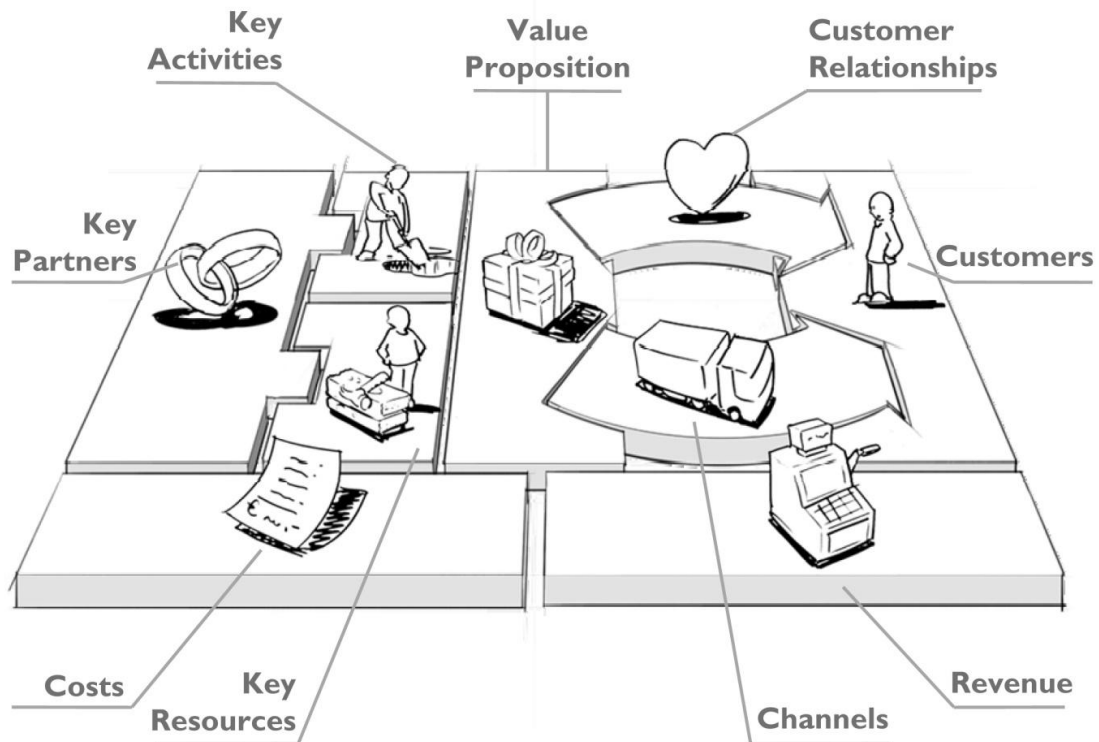 Key
Activities
Value
Proposition
Customer
Relationships
Key
Partners
Customers
Costs
Key
Resources
Channels
Revenue